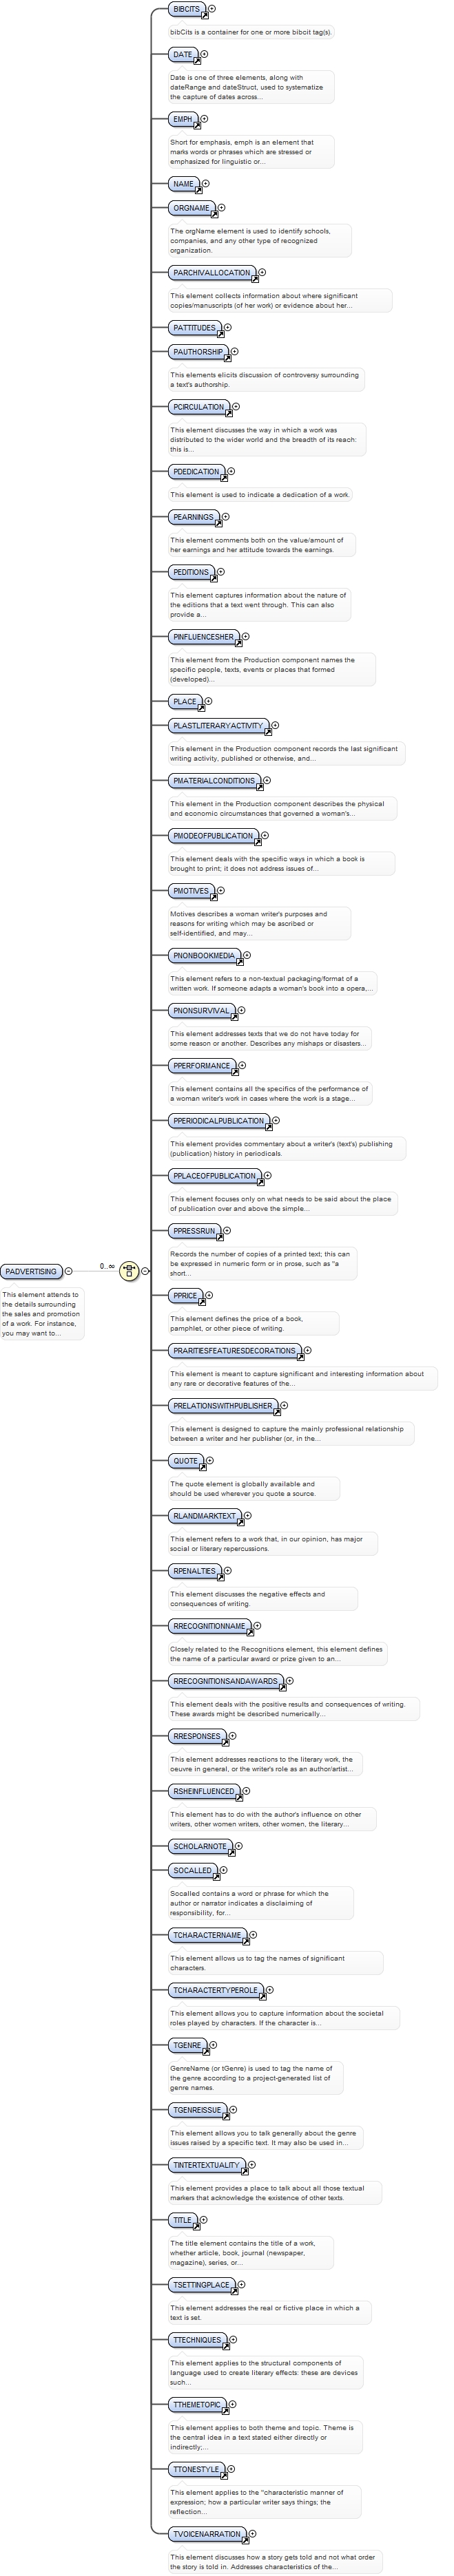 BIBCITS
bibCits is a container for one or more bibcit tag(s).
DATE
Date is one of three elements, along with
dateRange and dateStruct, used to systematize
the capture of dates across...
EMPH
Short for emphasis, emph is an element that
marks words or phrases which are stressed or
emphasized for linguistic or...
NAME
ORGNAME
The orgName element is used to identify schools,
companies, and any other type of recognized
organization.
PARCHIVALLOCATION
This element collects information about where significant
copies/manuscripts (of her work) or evidence about her...
PATTITUDES
PAUTHORSHIP
This elements elicits discussion of controversy surrounding
a text's authorship.
PCIRCULATION
This element discusses the way in which a work was
distributed to the wider world and the breadth of its reach:
this is...
PDEDICATION
This element is used to indicate a dedication of a work.
PEARNINGS
This element comments both on the value/amount of
her earnings and her attitude towards the earnings.
PEDITIONS
This element captures information about the nature of
the editions that a text went through. This can also
provide a...
PINFLUENCESHER
This element from the Production component names the
specific people, texts, events or places that formed
(developed)...
PLACE
PLASTLITERARYACTIVITY
This element in the Production component records the last significant
writing activity, published or otherwise, and...
PMATERIALCONDITIONS
This element in the Production component describes the physical
and economic circumstances that governed a woman's...
PMODEOFPUBLICATION
This element deals with the specific ways in which a book is
brought to print; it does not address issues of...
PMOTIVES
Motives describes a woman writer's purposes and
reasons for writing which may be ascribed or
self-identified, and may...
PNONBOOKMEDIA
This element refers to a non-textual packaging/format of a
written work. If someone adapts a woman's book into a opera,...
PNONSURVIVAL
This element addresses texts that we do not have today for
some reason or another. Describes any mishaps or disasters...
PPERFORMANCE
This element contains all the specifics of the performance of
a woman writer's work in cases where the work is a stage...
PPERIODICALPUBLICATION
This element provides commentary about a writer's (text's) publishing
(publication) history in periodicals.
PPLACEOFPUBLICATION
This element focuses only on what needs to be said about the place
of publication over and above the simple...
PPRESSRUN
Records the number of copies of a printed text; this can
be expressed in numeric form or in prose, such as "a
short...
PADVERTISING
0..∞
This element attends to
the details surrounding
the sales and promotion
of a work. For instance,
you may want to...
PPRICE
This element defines the price of a book,
pamphlet, or other piece of writing.
PRARITIESFEATURESDECORATIONS
This element is meant to capture significant and interesting information about
any rare or decorative features of the...
PRELATIONSWITHPUBLISHER
This element is designed to capture the mainly professional relationship
between a writer and her publisher (or, in the...
QUOTE
The quote element is globally available and
should be used wherever you quote a source.
RLANDMARKTEXT
This element refers to a work that, in our opinion, has major
social or literary repercussions.
RPENALTIES
This element discusses the negative effects and
consequences of writing.
RRECOGNITIONNAME
Closely related to the Recognitions element, this element defines
the name of a particular award or prize given to an...
RRECOGNITIONSANDAWARDS
This element deals with the positive results and consequences of writing.
These awards might be described numerically...
RRESPONSES
This element addresses reactions to the literary work, the
oeuvre in general, or the writer's role as an author/artist...
RSHEINFLUENCED
This element has to do with the author's influence on other
writers, other women writers, other women, the literary...
SCHOLARNOTE
SOCALLED
Socalled contains a word or phrase for which the
author or narrator indicates a disclaiming of
responsibility, for...
TCHARACTERNAME
This element allows us to tag the names of significant
characters.
TCHARACTERTYPEROLE
This element allows you to capture information about the societal
roles played by characters. If the character is...
TGENRE
GenreName (or tGenre) is used to tag the name of
the genre according to a project-generated list of
genre names.
TGENREISSUE
This element allows you to talk generally about the genre
issues raised by a specific text. It may also be used in...
TINTERTEXTUALITY
This element provides a place to talk about all those textual
markers that acknowledge the existence of other texts.
TITLE
The title element contains the title of a work,
whether article, book, journal (newspaper,
magazine), series, or...
TSETTINGPLACE
This element addresses the real or fictive place in which a
text is set.
TTECHNIQUES
This element applies to the structural components of
language used to create literary effects: these are devices
such...
TTHEMETOPIC
This element applies to both theme and topic. Theme is
the central idea in a text stated either directly or
indirectly;...
TTONESTYLE
This element applies to the "characteristic manner of
expression; how a particular writer says things; the
reflection...
TVOICENARRATION
This element discusses how a story gets told and not what order
the story is told in. Addresses characteristics of the...